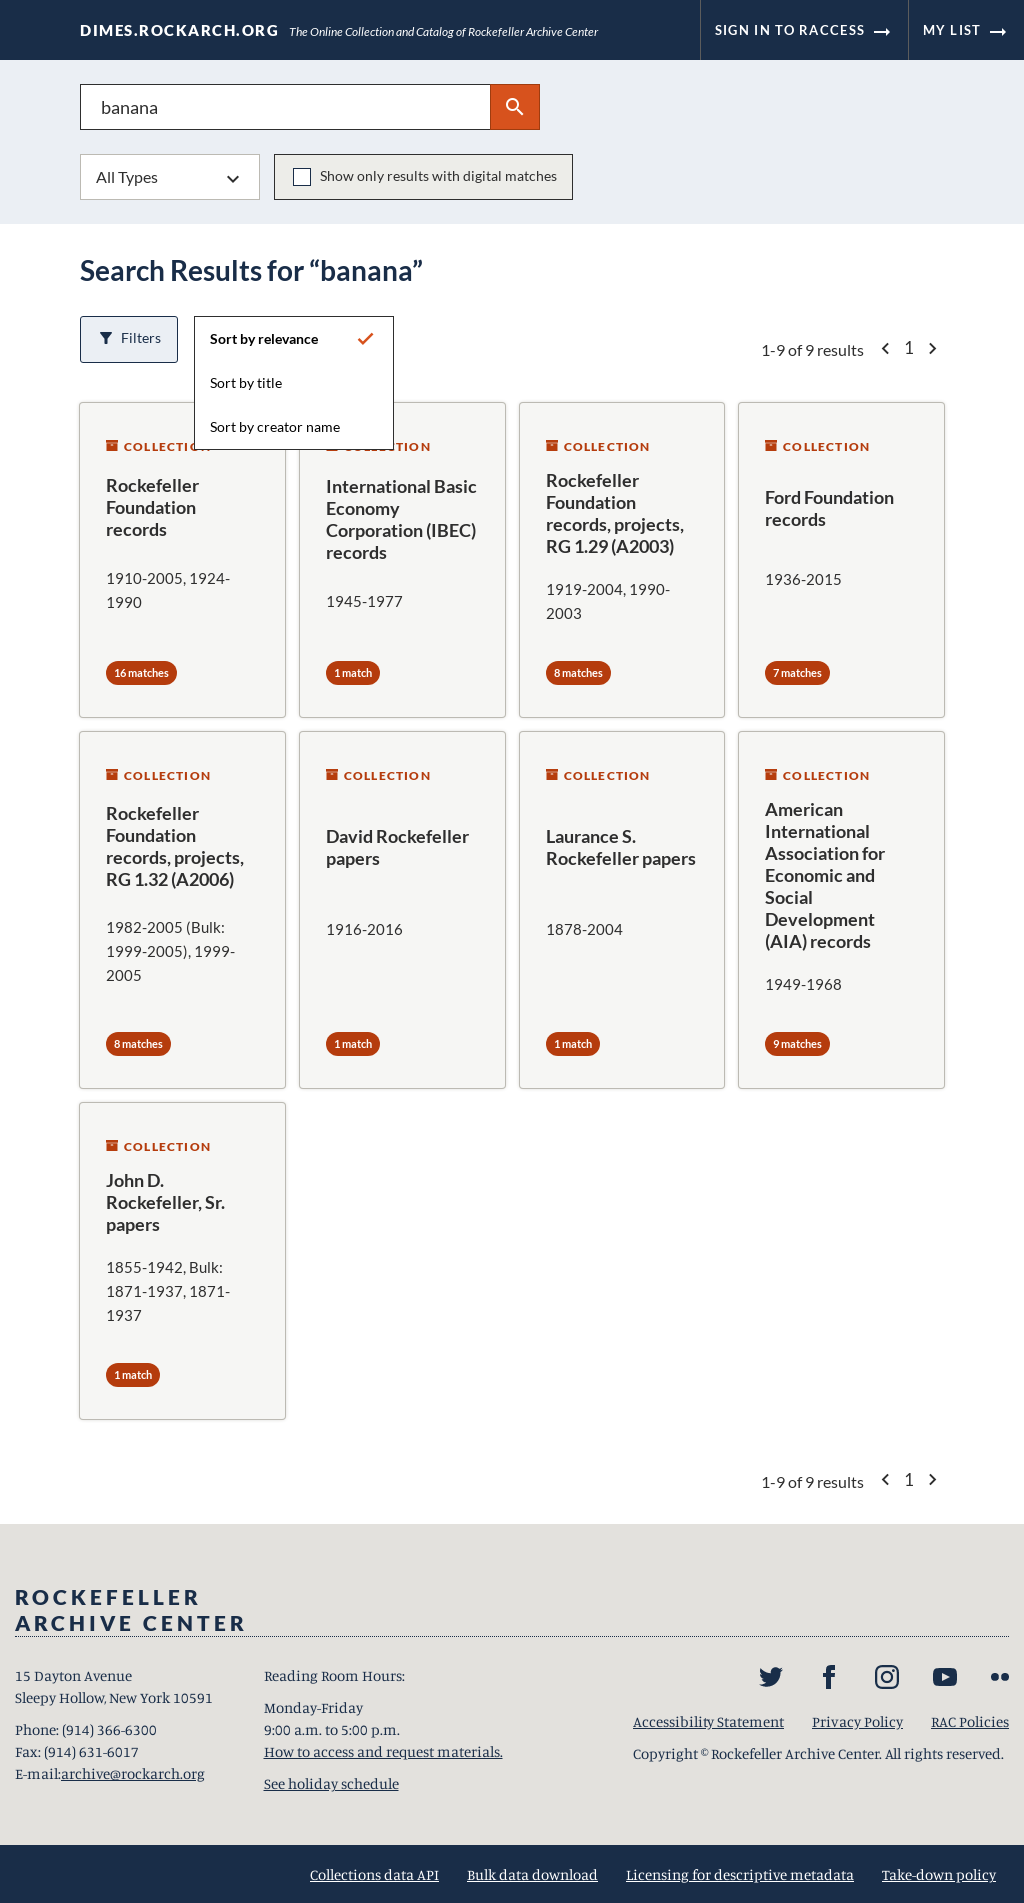 DIMES.ROCKARCH.ORG The Online Collection and Catalog of Rockefeller Archive Center
SIGN IN TO RACCESS
MY LIST
banana
All Types
Show only results with digital matches
Search Results for “banana”
Filters
Sort by relevance
Sort by title
Sort by creator name
1-9 of 9 results 1
COLLECTION
Rockefeller
Foundation
records
1910-2005, 1924-
1990
16 matches
COLLECTION
International Basic
Economy
Corporation (IBEC)
records
1945-1977
1 match
COLLECTION
Rockefeller
Foundation
records, projects,
RG 1.29 (A2003)
1919-2004, 1990-
2003
8 matches
COLLECTION
Ford Foundation
records
1936-2015
7 matches
COLLECTION
Rockefeller
Foundation
records, projects,
RG 1.32 (A2006)
1982-2005 (Bulk:
1999-2005), 1999-
2005
8 matches
COLLECTION
David Rockefeller
papers
1916-2016
1 match
COLLECTION
Laurance S.
Rockefeller papers
1878-2004
1 match
COLLECTION
American
International
Association for
Economic and
Social
Development
(AIA) records
1949-1968
9 matches
COLLECTION
John D.
Rockefeller, Sr.
papers
1855-1942, Bulk:
1871-1937, 1871-
1937
1 match
1-9 of 9 results 1
ROCKEFELLER
ARCHIVE CENTER
15 Dayton Avenue
Sleepy Hollow, New York 10591
Phone: (914) 366-6300
Fax: (914) 631-6017
E-mail:archive@rockarch.org
Reading Room Hours:
Monday-Friday
9:00 a.m. to 5:00 p.m.
How to access and request materials.
See holiday schedule
Accessibility Statement
Privacy Policy
RAC Policies
Copyright © Rockefeller Archive Center. All rights reserved.
Collections data API
Bulk data download
Licensing for descriptive metadata
Take-down policy